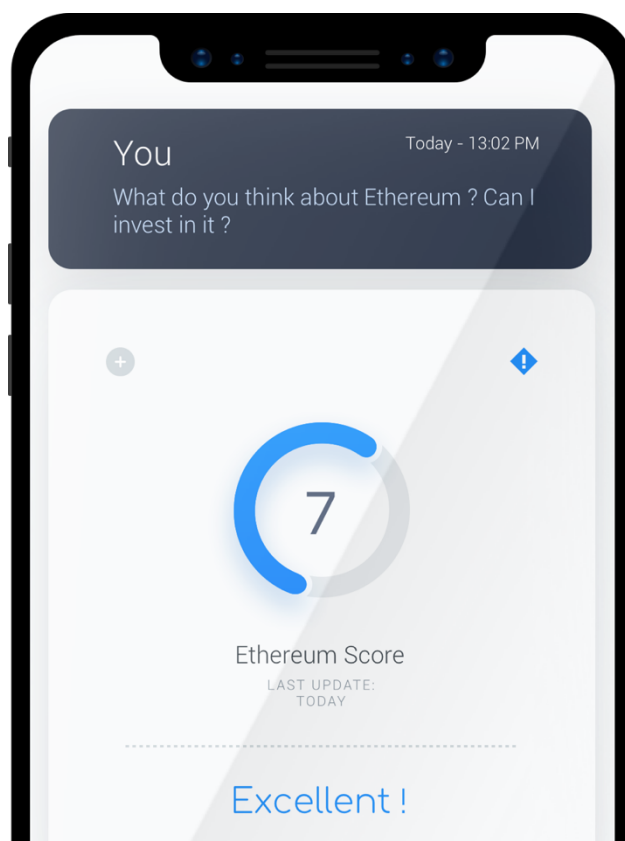 You
Today - 13:02 PM
What do you think about Ethereum ? Can I
invest in it ?
7
Ethereum Score
LAST UPDATE:
TODAY
Excellent !